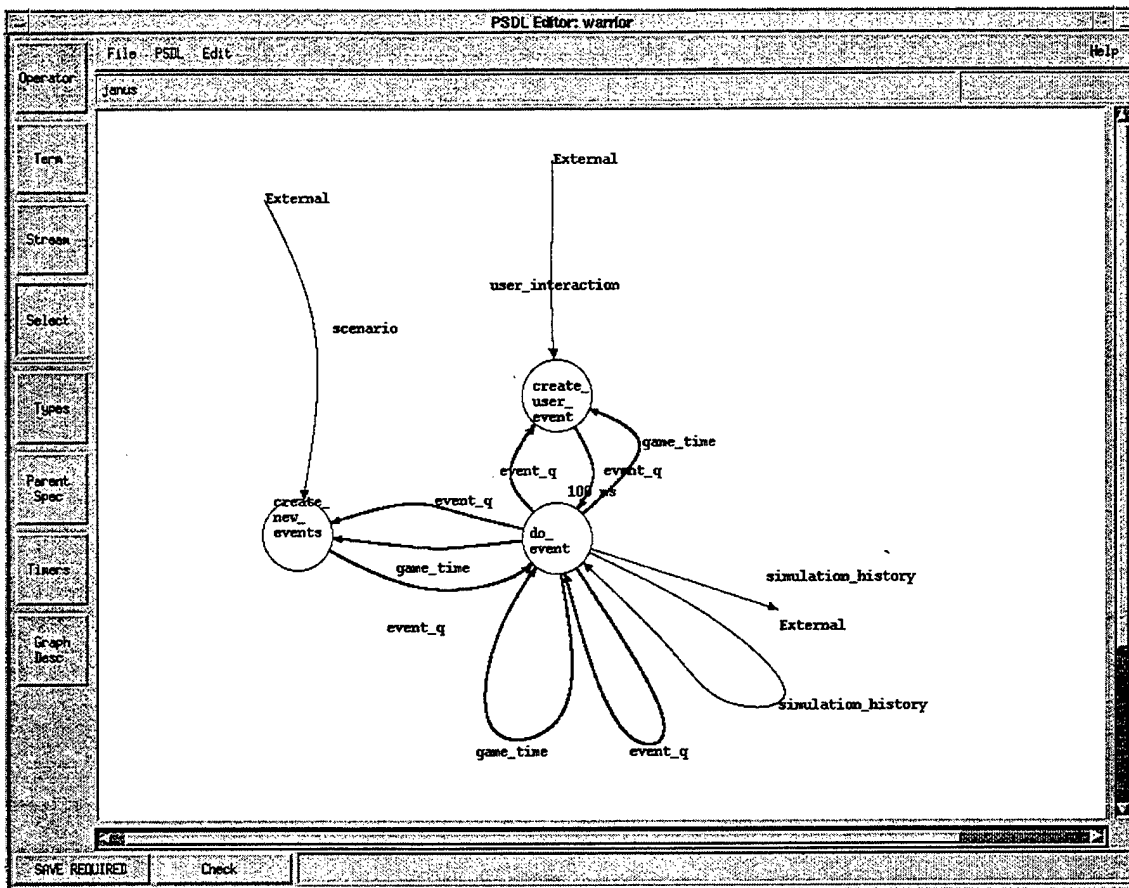 PSDL Editor: warrior
File PSDL Edit
Help
Operator
janus
Term
Stream
Select
Types
Parent
Spec
Timers
Graph
Desc
External
External
user_interaction
scenario
create_
user_
event
game_time
event_q
event_q
100 ms
event_q
create_
new_
events
do_
event
game_time
event_q
simulation_history
External
simulation_history
game_time
event_q
SAVE REQUIRED
Check